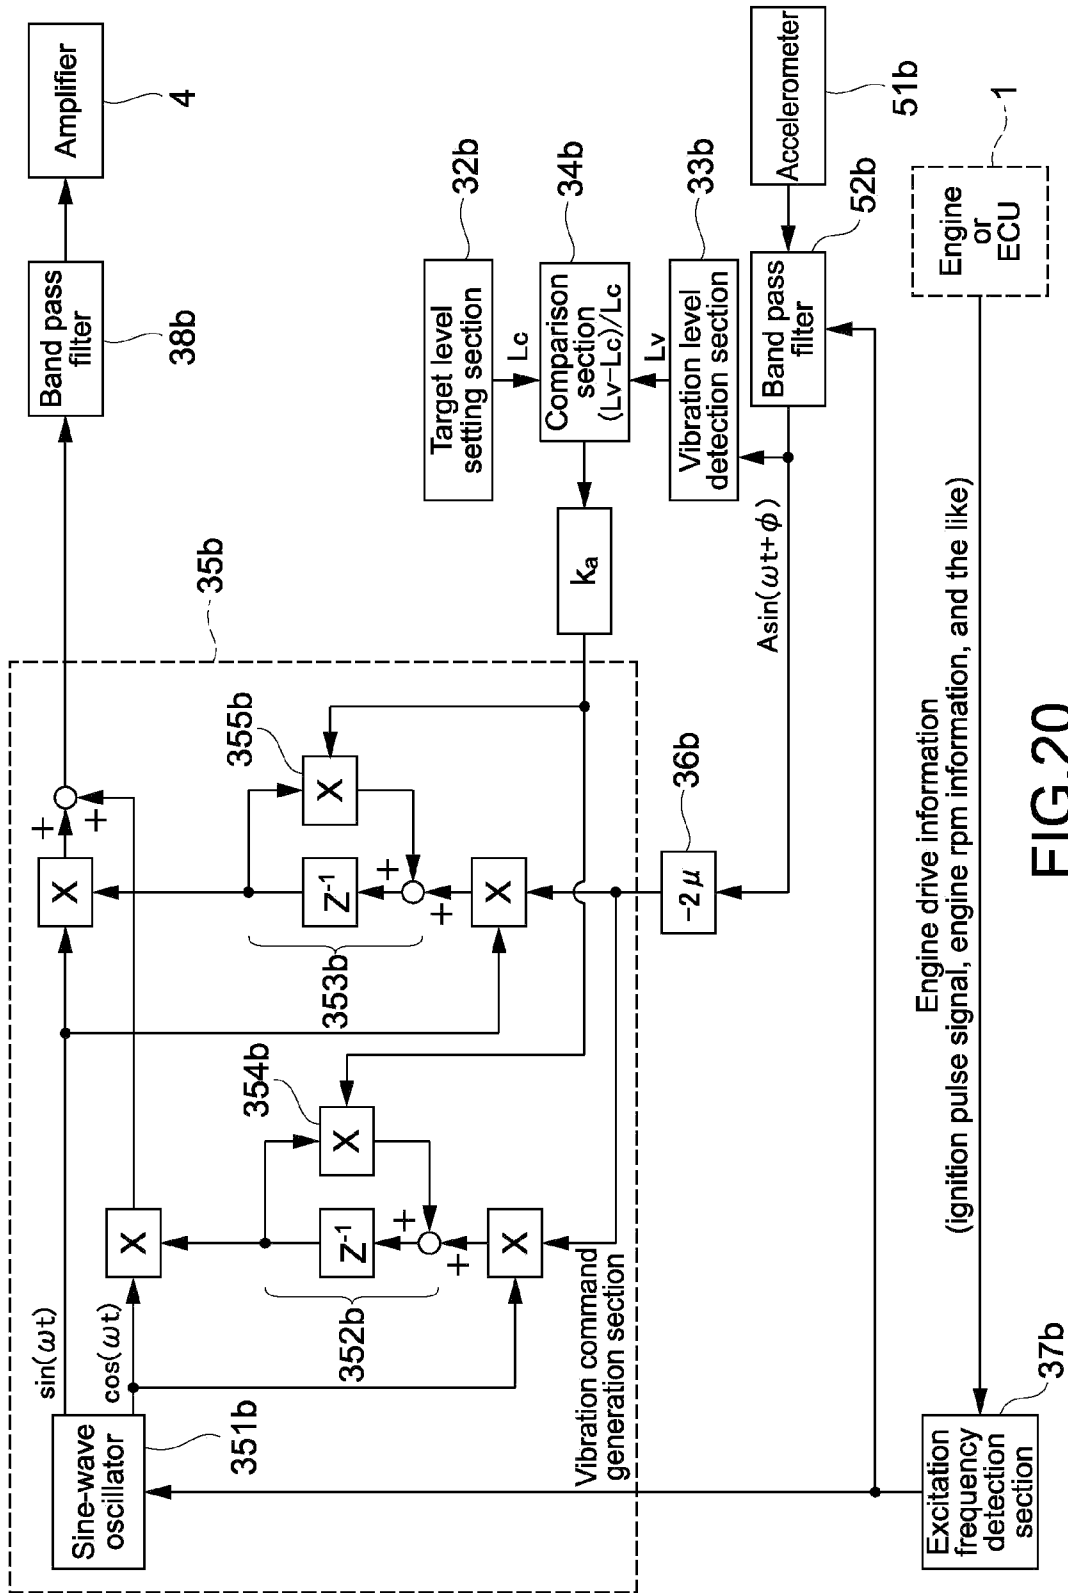 Sine-wave
oscillator
351b
sin(ωt)
cos(ωt)
X
X
+
+
Band pass
filter
38b
Amplifier
4
35b
352b
Z-1
X
354b
+
+
X
353b
Z-1
X
355b
+
+
X
Vibration command
generation section
ka
Target level
setting section
32b
Lc
Comparison
section
(Lv−Lc)/Lc
34b
Lv
Vibration level
detection section
33b
-2μ
36b
Asin(ωt+φ)
Band pass
filter
52b
Accelerometer
51b
Excitation
frequency
detection
section
37b
Engine drive information
(ignition pulse signal, engine rpm information, and the like)
Engine
or
ECU
1
FIG.20